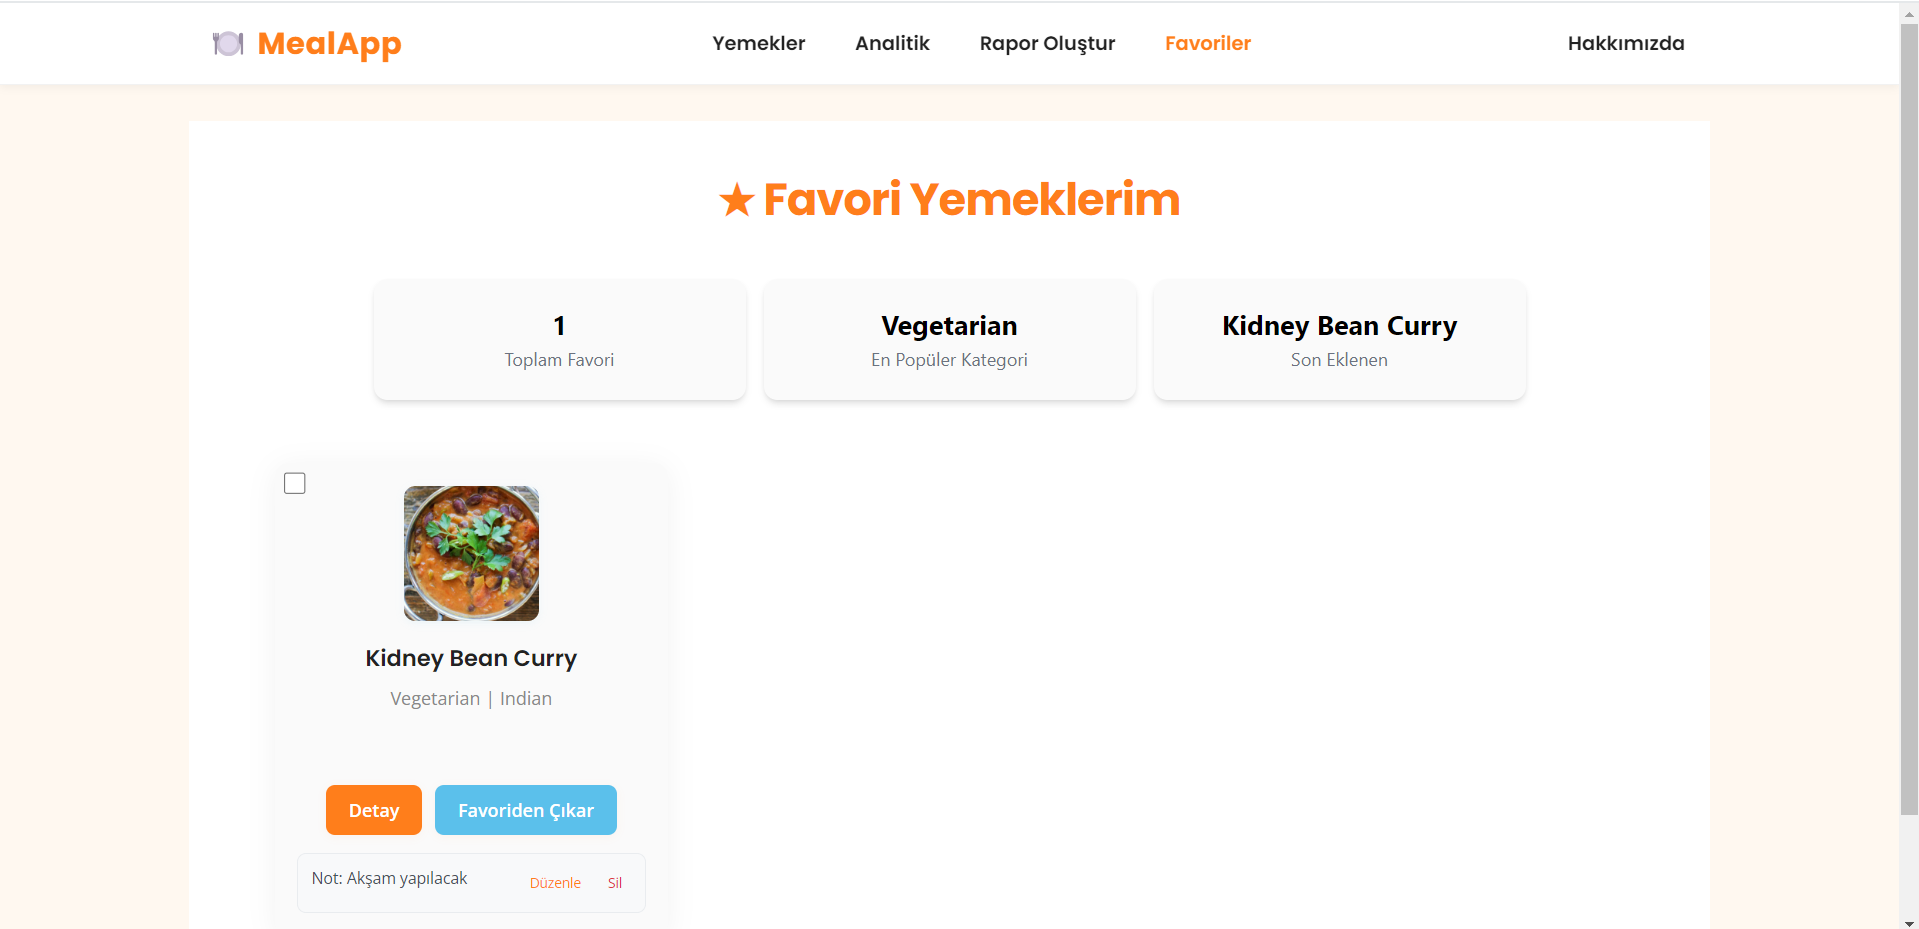 MealApp
Yemekler Analitik Rapor Oluştur Favoriler Hakkımızda
★ Favori Yemeklerim
1 Vegetarian Kidney Bean Curry
Toplam Favori En Popüler Kategori Son Eklenen
Kidney Bean Curry
Vegetarian | Indian
Detay Favoriden Çıkar
Not: Akşam yapılacak Düzenle Sil